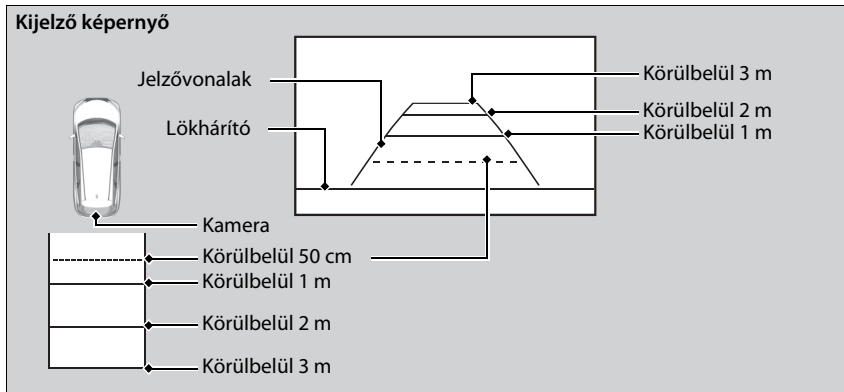 Kijelző képernyő
Jelzővonalak
Lökhárító
Körülbelül 3 m
Körülbelül 2 m
Körülbelül 1 m
Kamera
Körülbelül 50 cm
Körülbelül 1 m
Körülbelül 2 m
Körülbelül 3 m